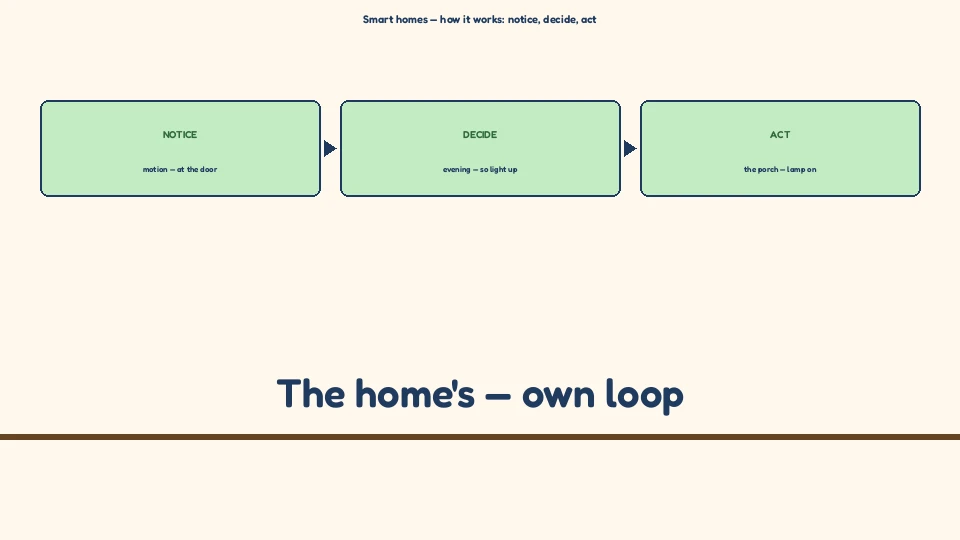 Smart homes — how it works: notice, decide, act
NOTICE
motion — at the door
DECIDE
evening — so light up
ACT
the porch — lamp on
The home's — own loop